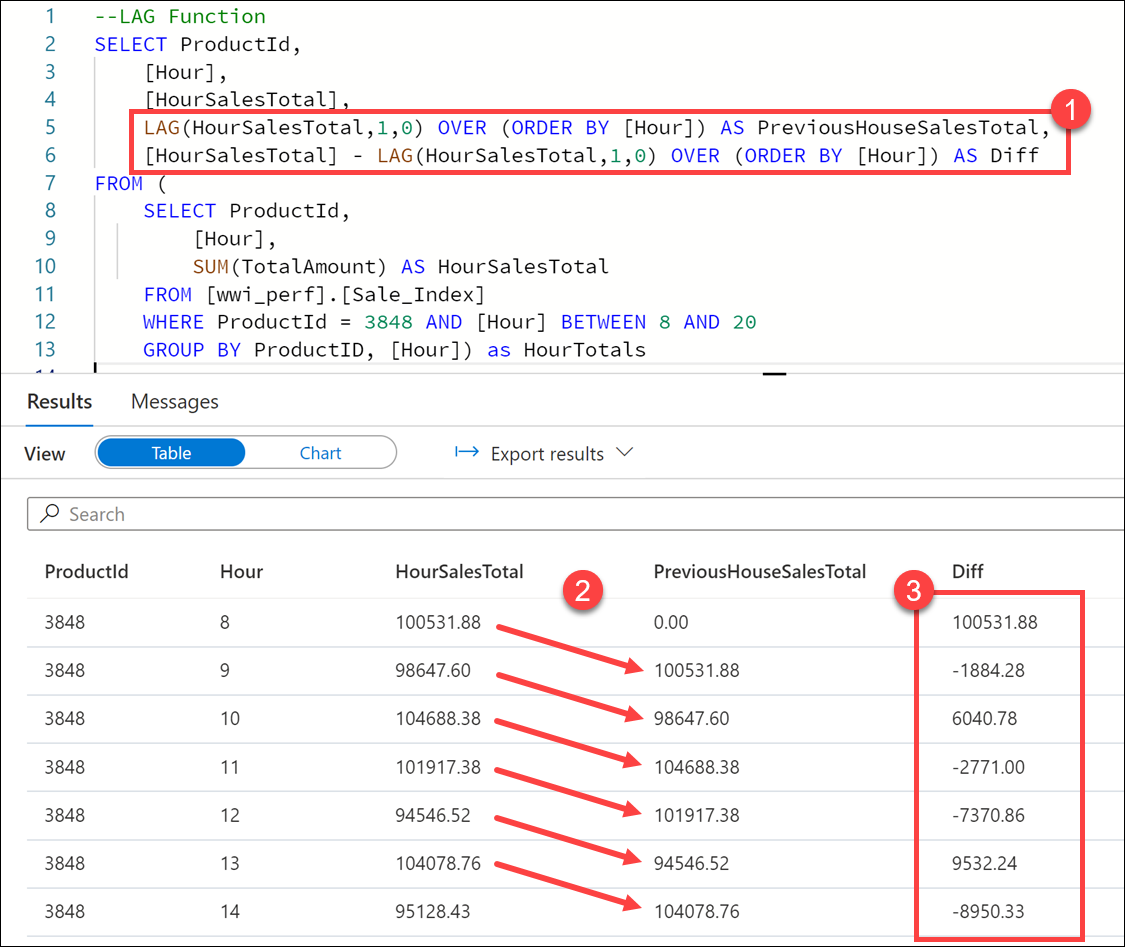 1 --LAG Function
2 SELECT ProductId,
3 [Hour],
4 [HourSalesTotal],
5 LAG(HourSalesTotal,1,0) OVER (ORDER BY [Hour]) AS PreviousHouseSalesTotal,
1
6 [HourSalesTotal] - LAG(HourSalesTotal,1,0) OVER (ORDER BY [Hour]) AS Diff
7 FROM (
8 SELECT ProductId,
9 [Hour],
10 SUM(TotalAmount) AS HourSalesTotal
11 FROM [wwi_perf].[Sale_Index]
12 WHERE ProductId = 3848 AND [Hour] BETWEEN 8 AND 20
13 GROUP BY ProductID, [Hour]) as HourTotals
Results Messages
View Table Chart Export results
Search
ProductId Hour HourSalesTotal 2 PreviousHouseSalesTotal 3 Diff
3848 8 100531.88 0.00 100531.88
3848 9 98647.60 100531.88 -1884.28
3848 10 104688.38 98647.60 6040.78
3848 11 101917.38 104688.38 -2771.00
3848 12 94546.52 101917.38 -7370.86
3848 13 104078.76 94546.52 9532.24
3848 14 95128.43 104078.76 -8950.33